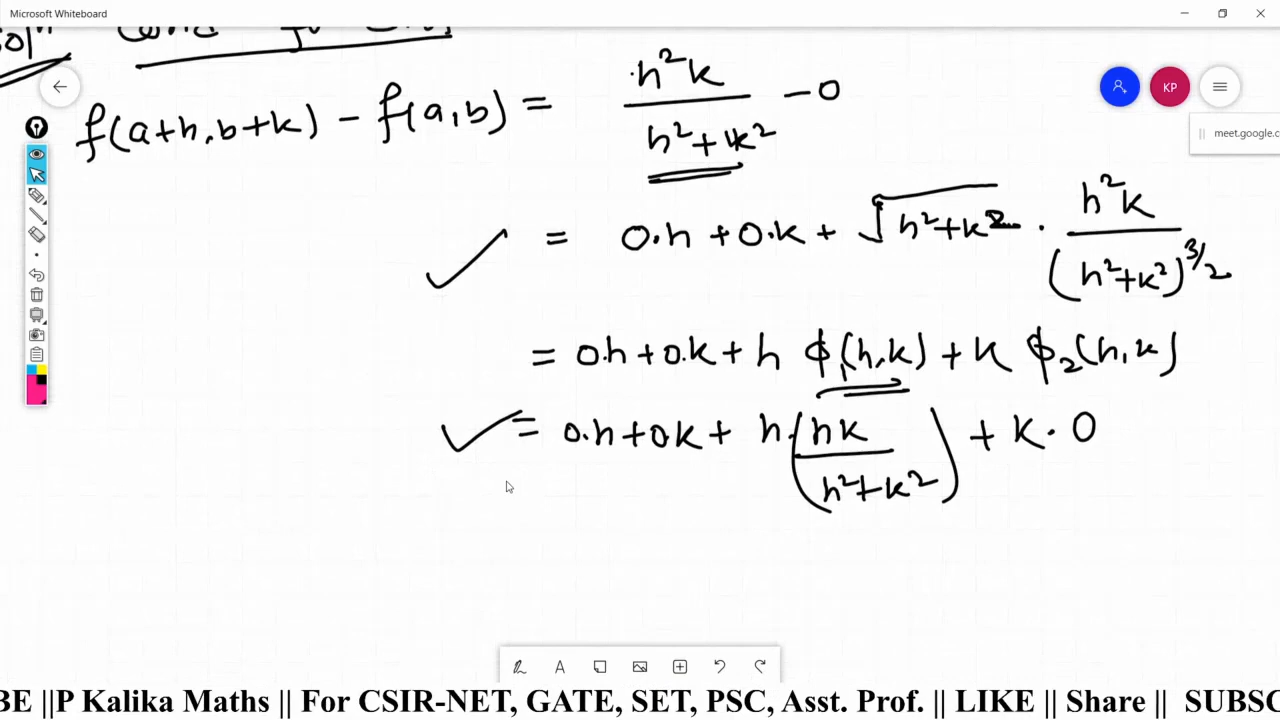 Microsoft Whiteboard
KP
meet.google.c
f(a+h, b+k) - f(a, b) = h²k / (h²+k²) - 0
= 0·h + 0·k + √(h²+k²) · h²k / (h²+k²)^3/2
= 0·h + 0·k + h ϕ₁(h,k) + k ϕ₂(h,k)
= 0·h + 0k + h·(hk / (h²+k²)) + k·0
BE ||P Kalika Maths || For CSIR-NET, GATE, SET, PSC, Asst. Prof. || LIKE || Share || SUBSC